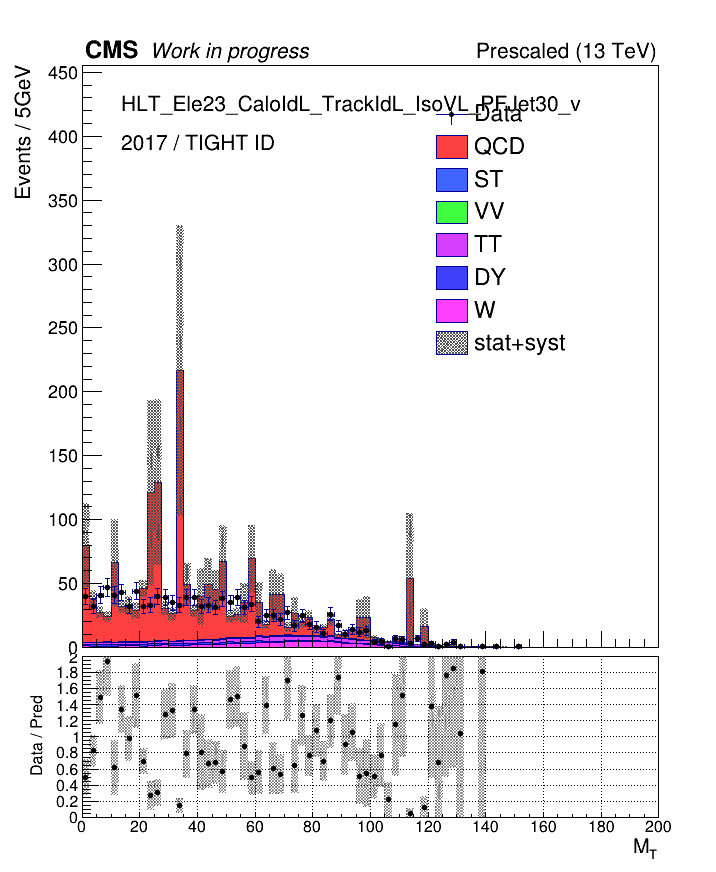 CMS Work in progress Prescaled (13 TeV)
Events / 5GeV
450
400
350
300
250
200
150
100
50
0
HLT_Ele23_CaloIdL_TrackIdL_IsoVL_PFJet30_v
2017 / TIGHT ID
Data
QCD
ST
VV
TT
DY
W
stat+syst
Data / Pred
2
1.8
1.6
1.4
1.2
1
0.8
0.6
0.4
0.2
0
0 20 40 60 80 100 120 140 160 180 200
M_T